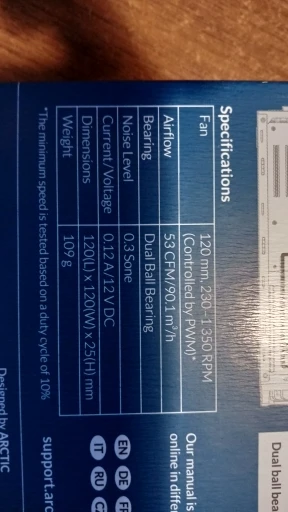 Specifications
Fan 120 mm, 230–1.350 RPM
(Controlled by PWM)*
Airflow 53 CFM/90.1 m³/h
Bearing Dual Ball Bearing
Noise Level 0.3 Sone
Current/Voltage 0.12 A/12 V DC
Dimensions 120(L) x 120(W) x 25(H) mm
Weight 109 g
*The minimum speed is tested based on a duty cycle of 10%
Dual ball bea
Our manual is
online in differ
EN DE FR
IT RU
support.arc
Designed by ARCTIC